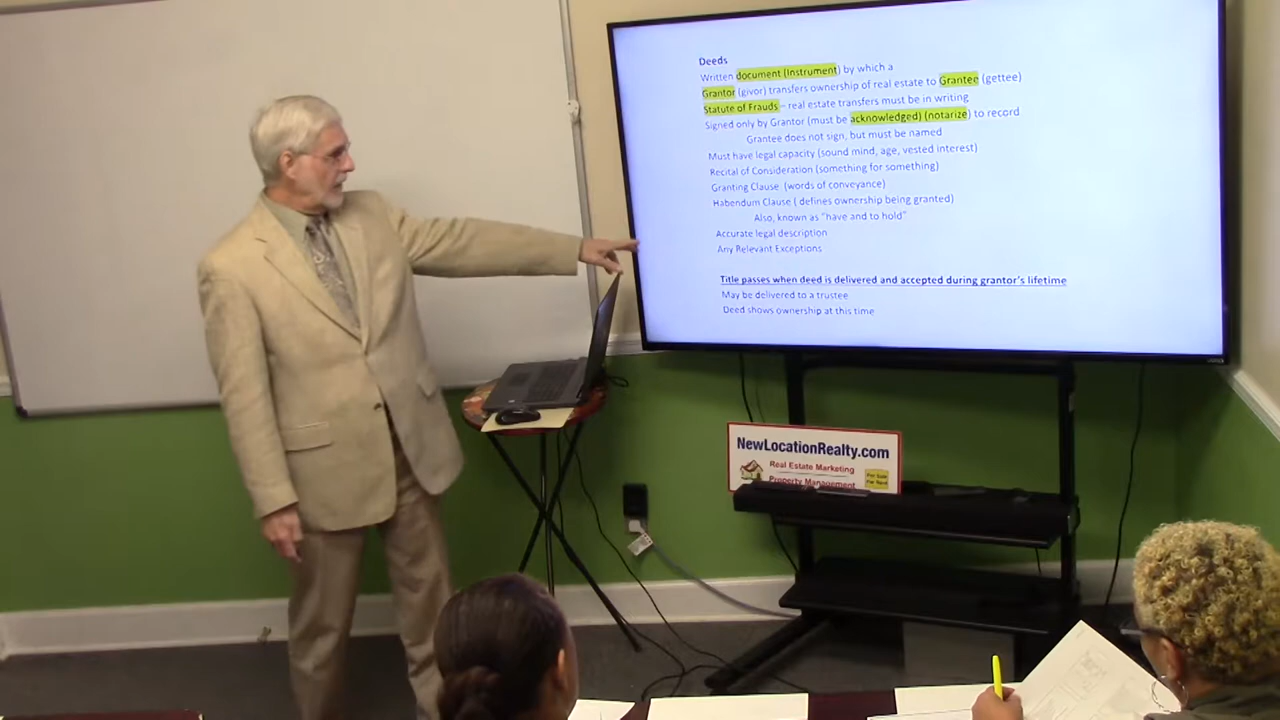 Deeds
Written document (Instrument) by which a
Grantor (givor) transfers ownership of real estate to Grantee (gettee)
Statute of Frauds – real estate transfers must be in writing
Signed only by Grantor (must be acknowledged) (notarize) to record
Grantee does not sign, but must be named
Must have legal capacity (sound mind, age, vested interest)
Recital of Consideration (something for something)
Granting Clause (words of conveyance)
Habendum Clause ( defines ownership being granted)
Also, known as "have and to hold"
Accurate legal description
Any Relevant Exceptions
Title passes when deed is delivered and accepted during grantor's lifetime
May be delivered to a trustee
Deed shows ownership at this time
NewLocationRealty.com
Real Estate Marketing
Property Management
For Sale
For Rent